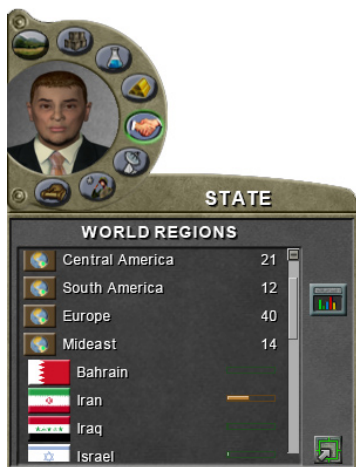 STATE
WORLD REGIONS
Central America 21
South America 12
Europe 40
Mideast 14
Bahrain
Iran
Iraq
Israel